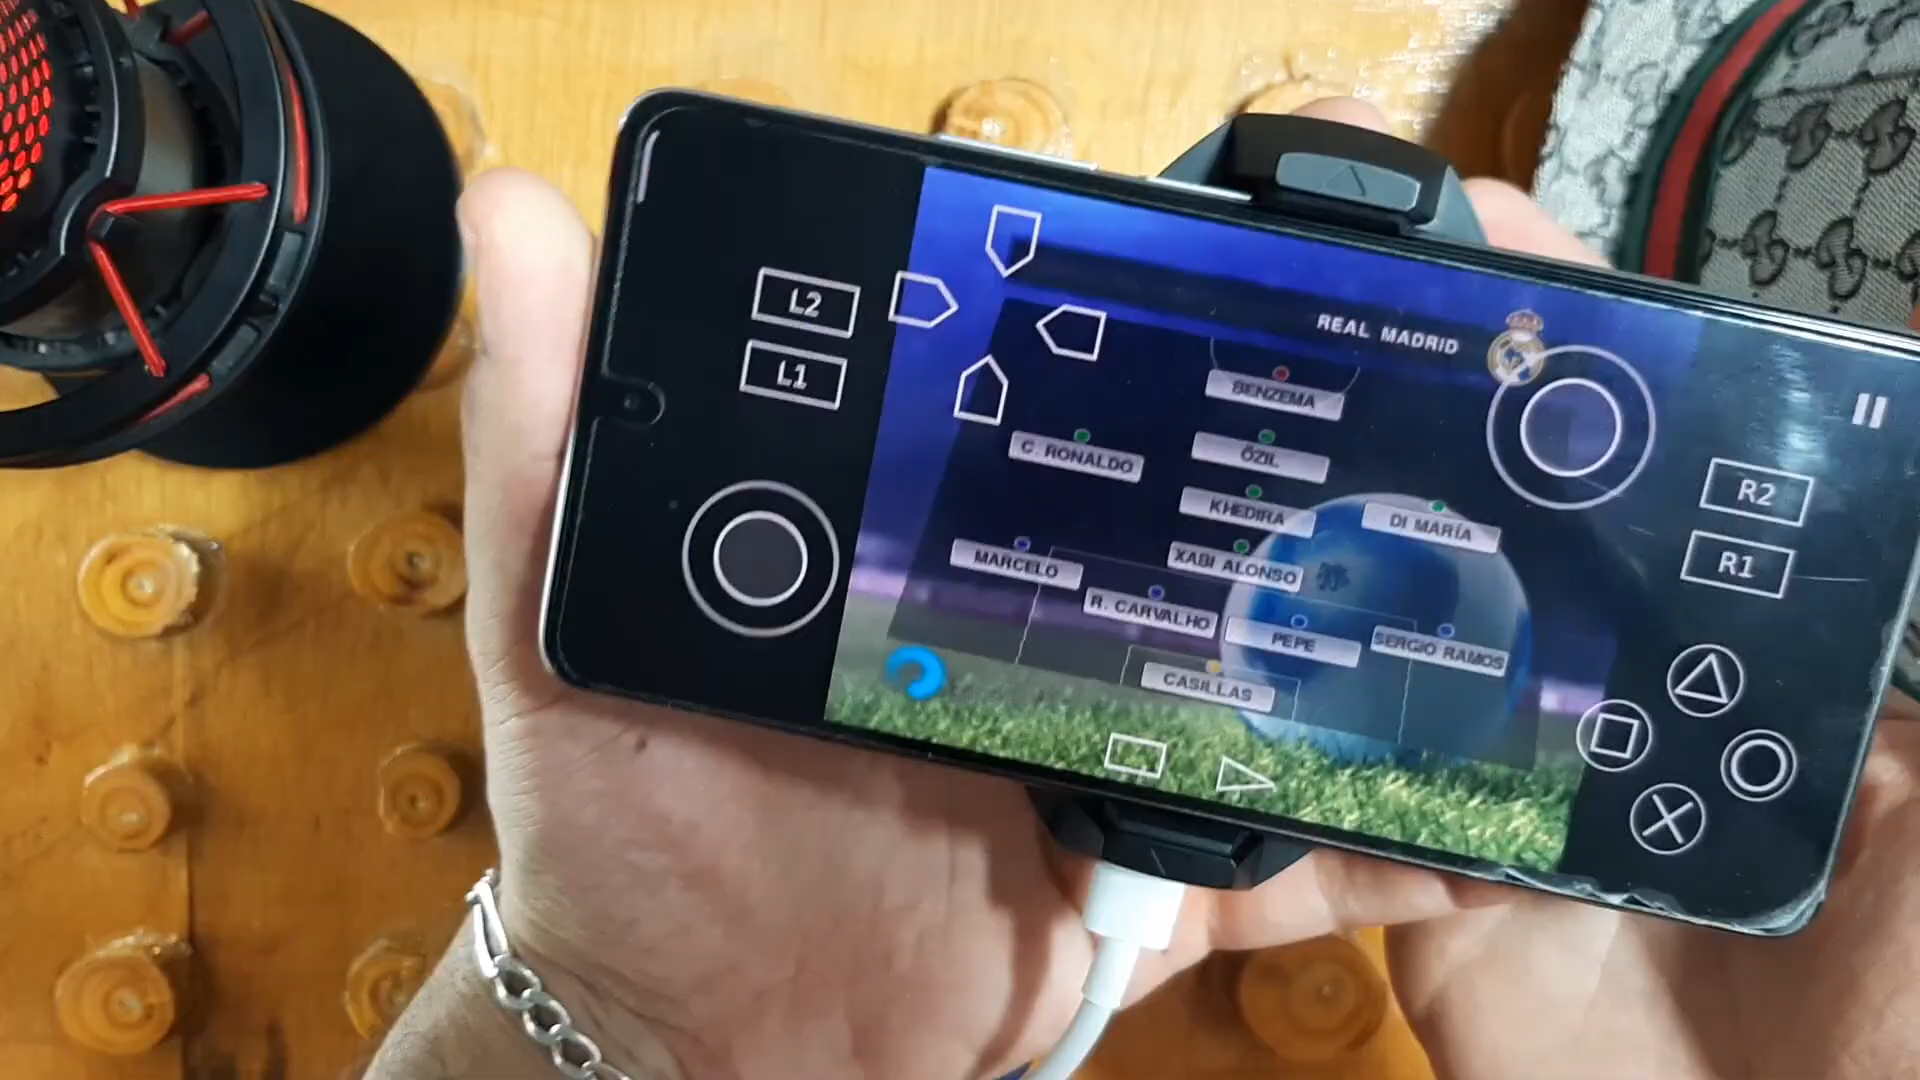 L2
L1
REAL MADRID
BENZEMA
C. RONALDO
ÖZIL
KHEDIRA
DI MARÍA
MARCELO
XABI ALONSO
R. CARVALHO
PEPE
SERGIO RAMOS
CASILLAS
R2
R1